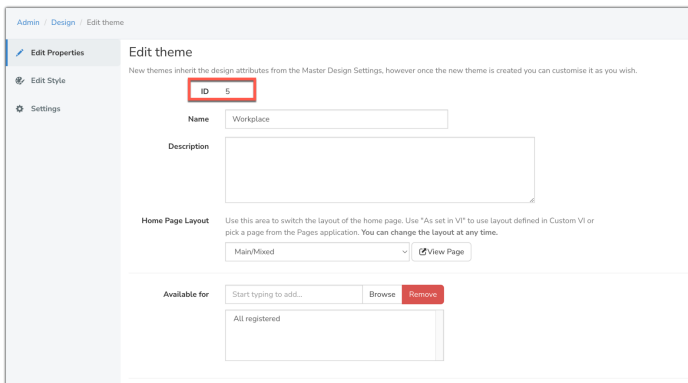 Admin / Design / Edit theme
Edit Properties
Edit Style
Settings
Edit theme
New themes inherit the design attributes from the Master Design Settings, however once the new theme is created you can customise it as you wish.
ID 5
Name Workplace
Description
Home Page Layout Use this area to switch the layout of the home page. Use "As set in VI" to use layout defined in Custom VI or
pick a page from the Pages application. You can change the layout at any time.
Main/Mixed View Page
Available for Start typing to add... Browse Remove
All registered